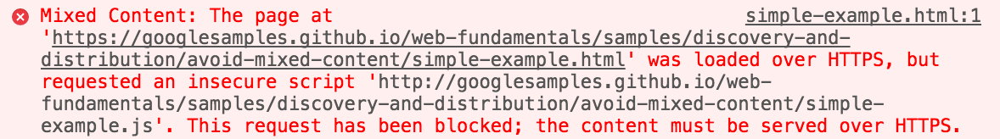 Mixed Content: The page at simple-example.html:1
'https://googlesamples.github.io/web-fundamentals/samples/discovery-and-
distribution/avoid-mixed-content/simple-example.html' was loaded over HTTPS, but
requested an insecure script 'http://googlesamples.github.io/web-
fundamentals/samples/discovery-and-distribution/avoid-mixed-content/simple-
example.js'. This request has been blocked; the content must be served over HTTPS.